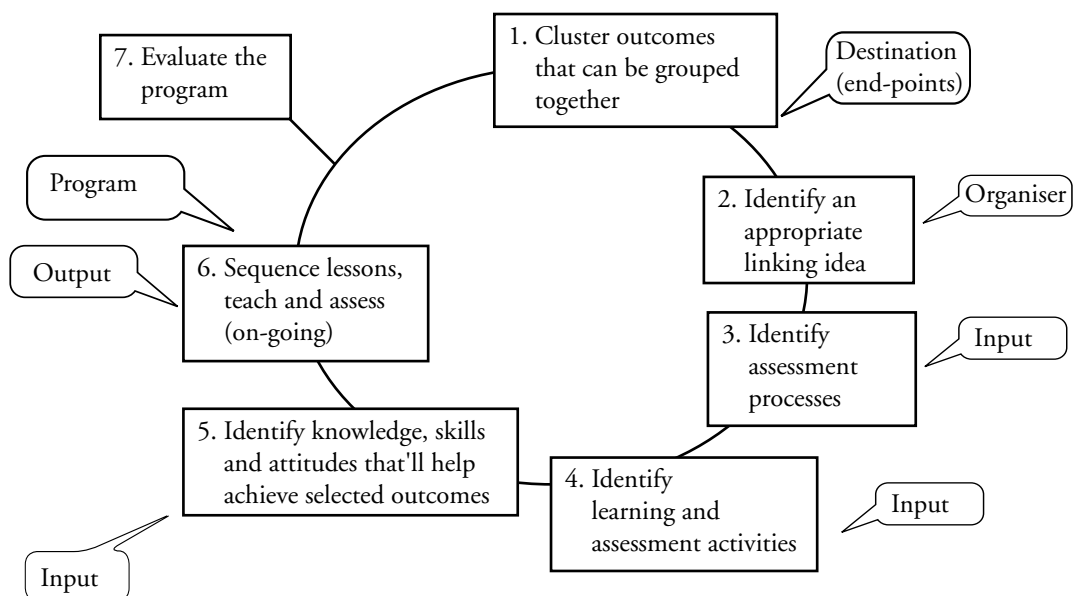 1. Cluster outcomes
that can be grouped
together
Destination
(end-points)
2. Identify an
appropriate
linking idea
Organiser
3. Identify
assessment
processes
Input
4. Identify
learning and
assessment activities
Input
5. Identify knowledge, skills
and attitudes that'll help
achieve selected outcomes
Input
6. Sequence lessons,
teach and assess
(on-going)
Program
Output
7. Evaluate the
program